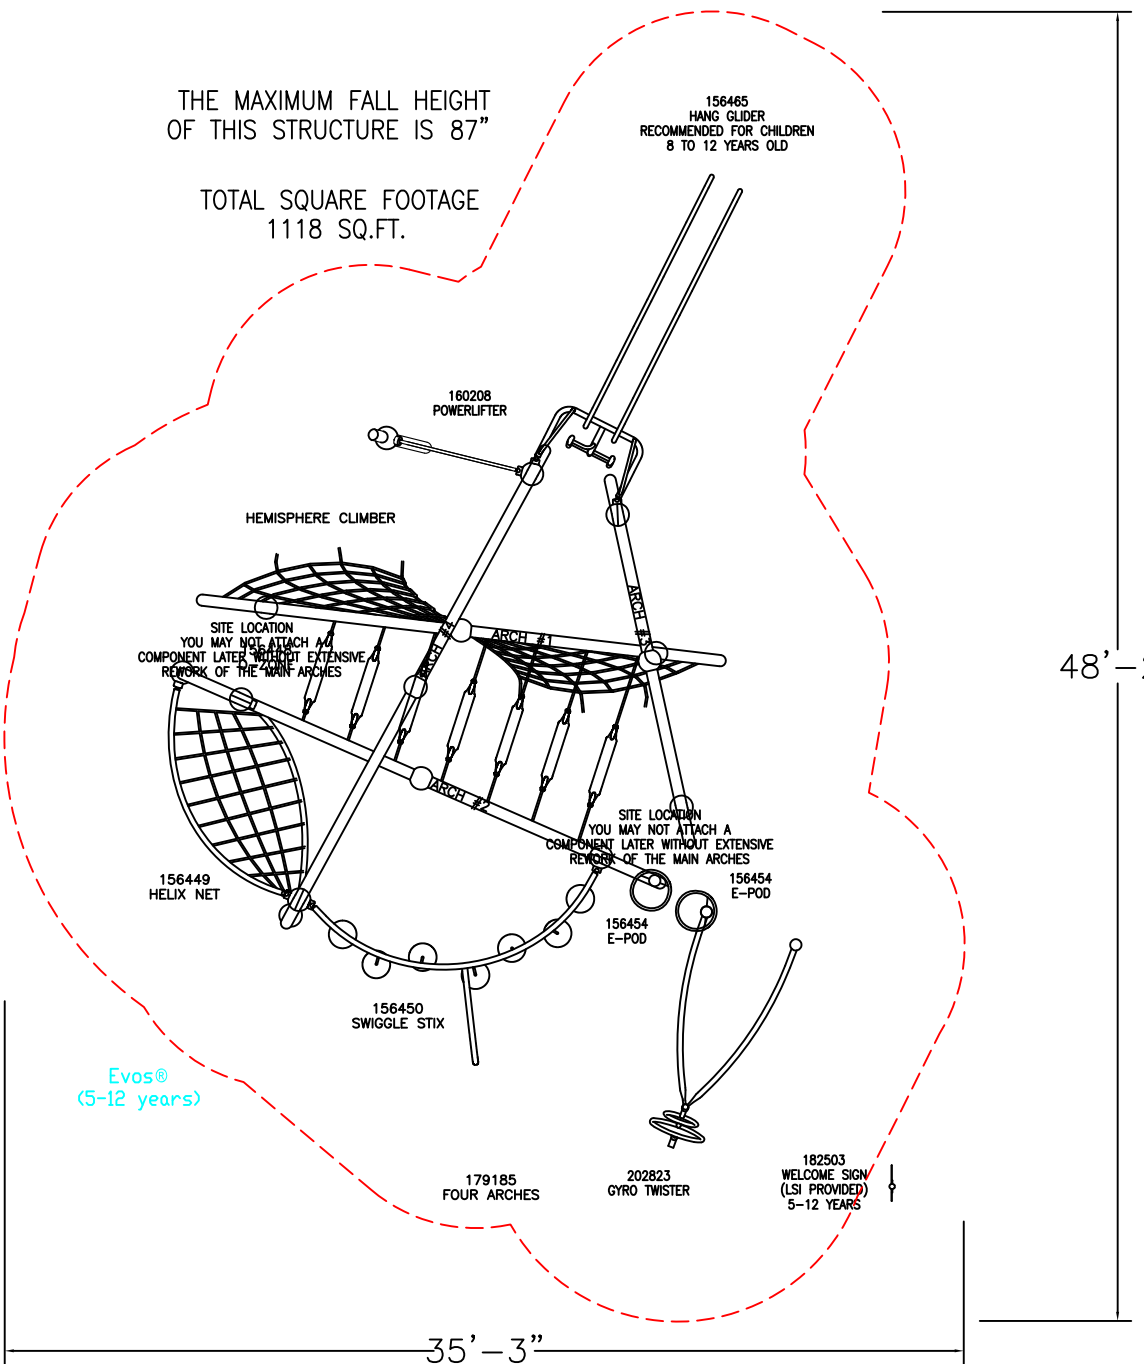 THE MAXIMUM FALL HEIGHT
OF THIS STRUCTURE IS 87”
TOTAL SQUARE FOOTAGE
1118 SQ.FT.
156465
HANG GLIDER
RECOMMENDED FOR CHILDREN
8 TO 12 YEARS OLD
160208
POWERLIFTER
HEMISPHERE CLIMBER
SITE LOCATION
YOU MAY NOT ATTACH A
COMPONENT LATER WITHOUT EXTENSIVE
REWORK OF THE MAIN ARCHES
O-ZONE
ARCH #4
ARCH #1
ARCH #3
ARCH #2
48’-
SITE LOCATION
YOU MAY NOT ATTACH A
COMPONENT LATER WITHOUT EXTENSIVE
REWORK OF THE MAIN ARCHES
156449
HELIX NET
156454
E-POD
156454
E-POD
156450
SWIGGLE STIX
Evos®
(5-12 years)
179185
FOUR ARCHES
202823
GYRO TWISTER
182503
WELCOME SIGN
(LSI PROVIDED)
5-12 YEARS
35’-3”